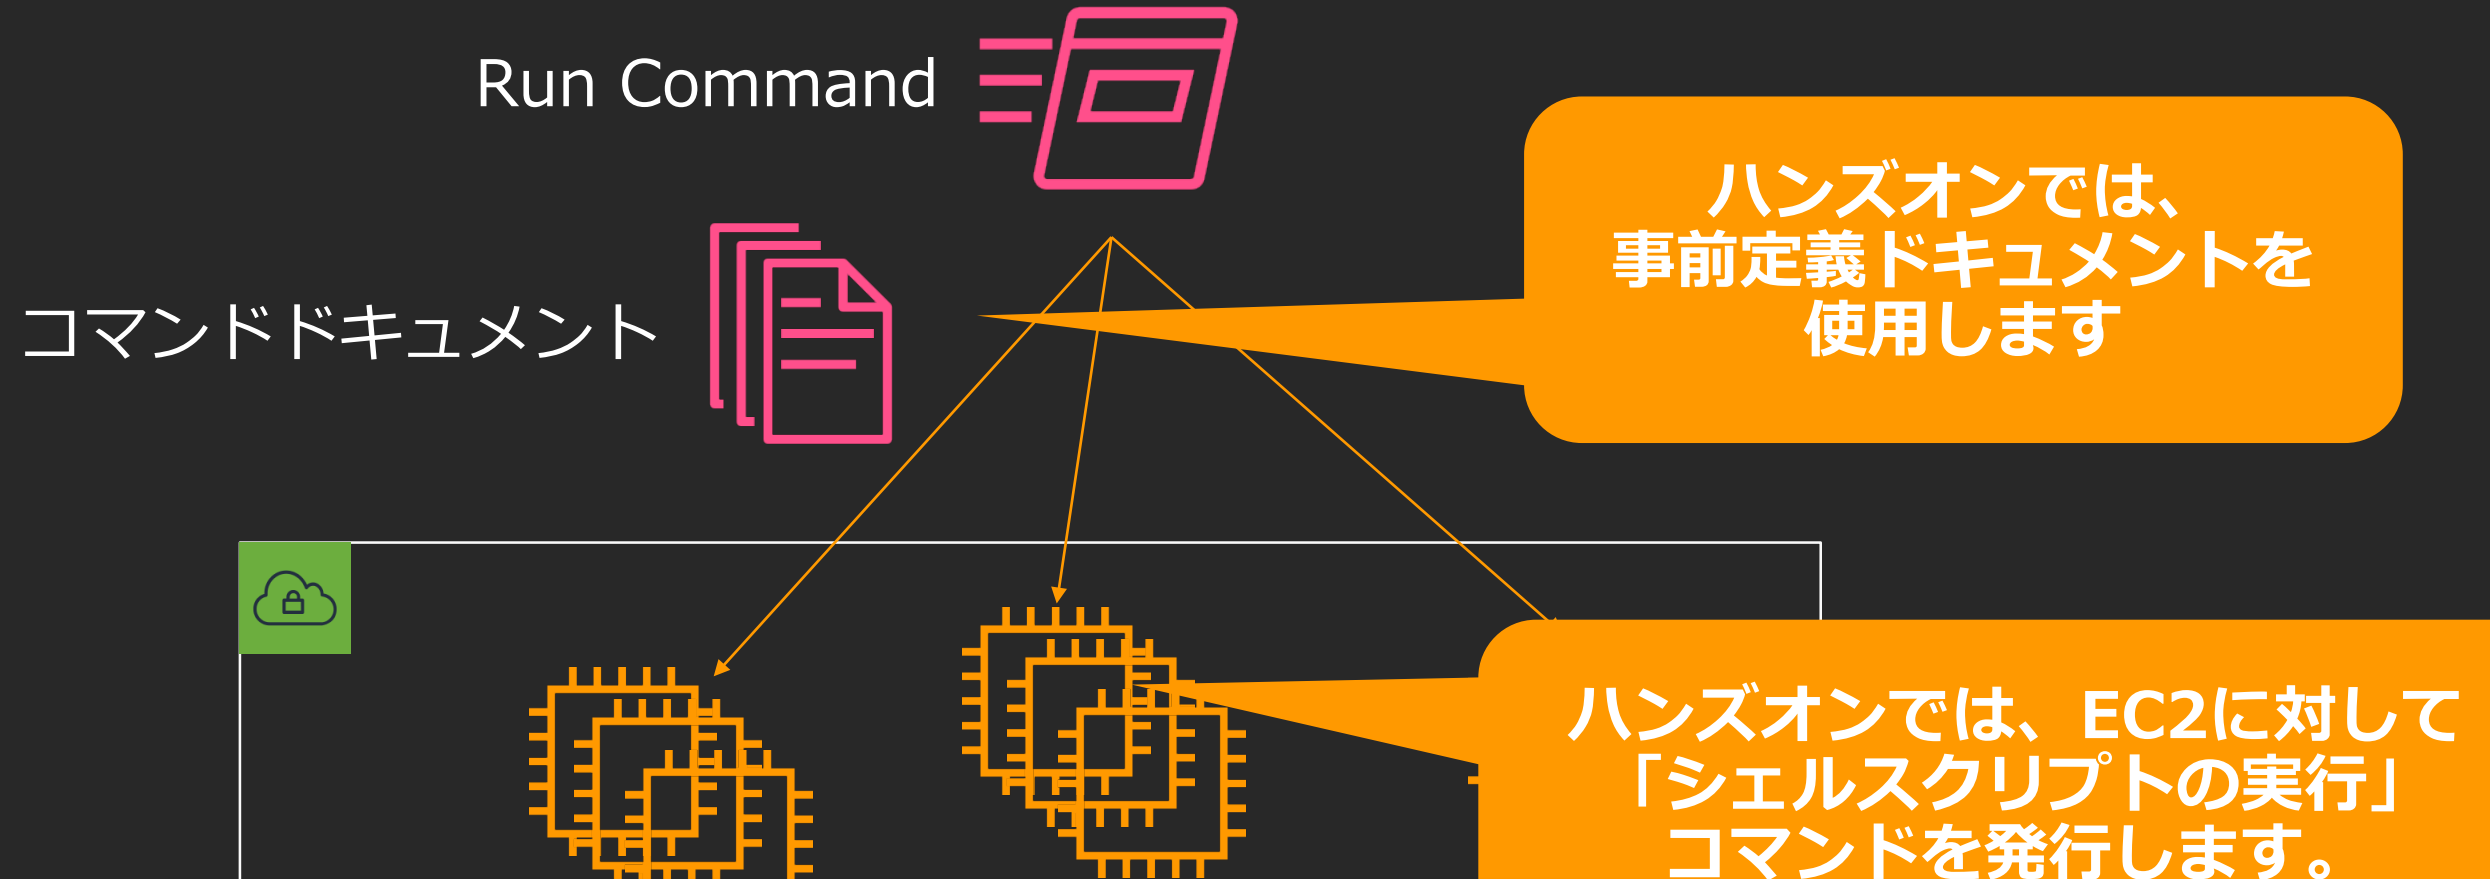 Run Command
コマンドドキュメント
ハンズオンでは、
事前定義ドキュメントを
使用します
ハンズオンでは、EC2に対して
「シェルスクリプトの実行」
コマンドを発行します。